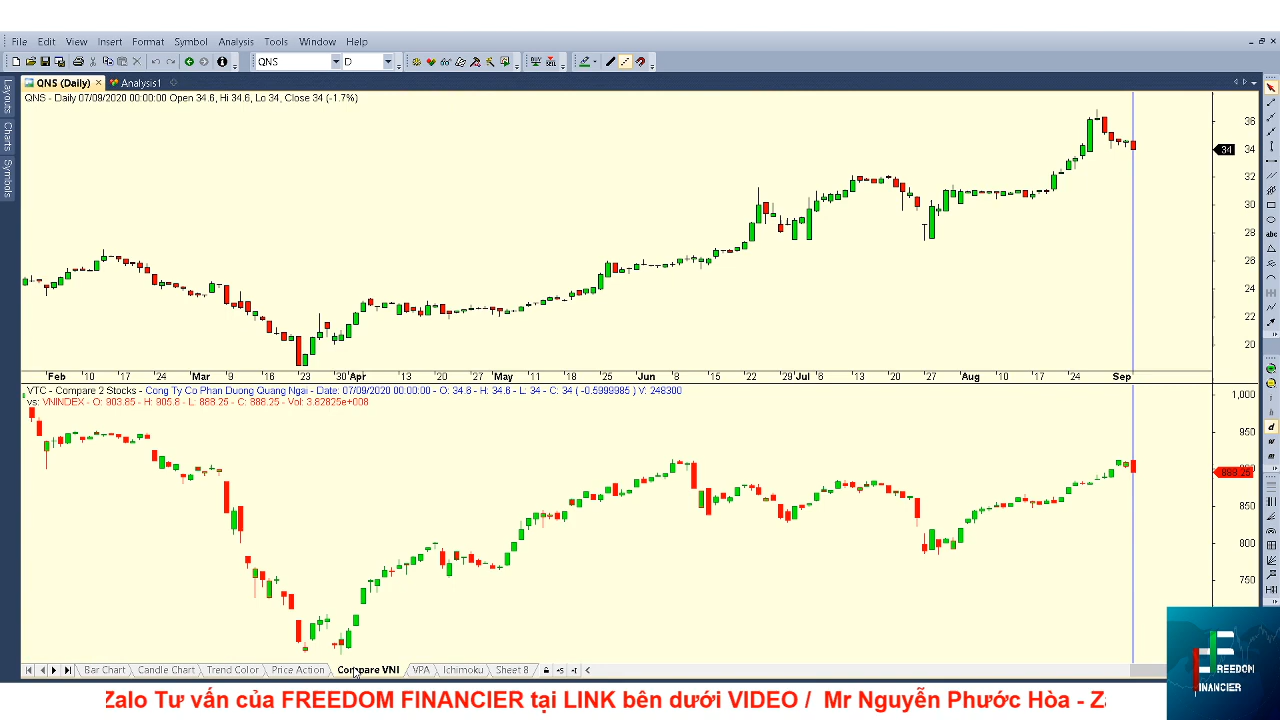 File Edit View Insert Format Symbol Analysis Tools Window Help
QNS D
QNS (Daily) Analysis1
Layouts
Charts
Symbols
QNS - Daily 07/09/2020 00:00:00 Open 34.6, Hi 34.6, Lo 34, Close 34 (-1.7%)
36
34 34
32
30
28
26
24
22
20
Feb 10 17 24 Mar 9 16 23 30 Apr 13 20 27 May 11 18 25 Jun 8 15 22 29 Jul 6 13 20 27 Aug 10 17 24 Sep
VTC - Compare 2 Stocks - Cong Ty Co Phan Duong Quang Ngai - Date: 07/09/2020 00:00:00 - O: 34.6 - H: 34.6 - L: 34 - C: 34 ( -0.5999985) V: 248300
vs: VNINDEX - O: 903.85 - H: 905.8 - L: 888.25 - C: 888.25 - Vol: 3.82825e+008
1,000
950
888.25
850
800
750
Bar Chart Candle Chart Trend Color Price Action Compare VNI VPA Ichimoku Sheet 8
FREEDOM
FINANCIER
Zalo Tư vấn của FREEDOM FINANCIER tại LINK bên dưới VIDEO / Mr Nguyễn Phước Hòa - Za